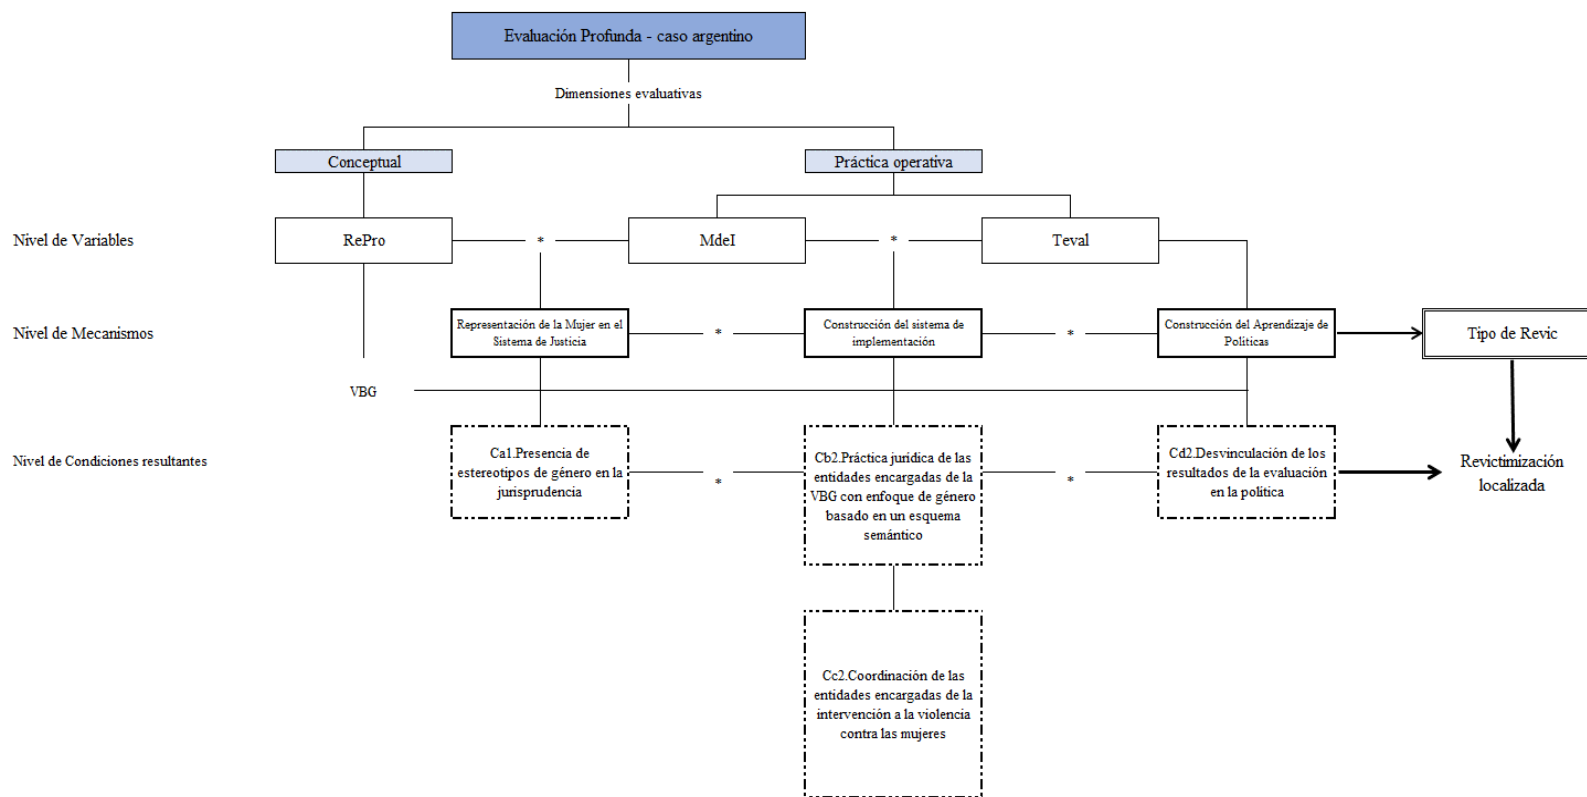 Evaluación Profunda - caso argentino
Dimensiones evaluativas
Conceptual
Práctica operativa
Nivel de Variables
RePro
*
MdeI
*
Teval
Nivel de Mecanismos
Representación de la Mujer en el
Sistema de Justicia
*
Construcción del sistema de
implementación
*
Construcción del Aprendizaje de
Políticas
Tipo de Revic
VBG
Nivel de Condiciones resultantes
Ca1.Presencia de
estereotipos de género en la
jurisprudencia
*
Cb2.Práctica jurídica de las
entidades encargadas de la
VBG con enfoque de género
basado en un esquema
semántico
*
Cd2.Desvinculación de los
resultados de la evaluación
en la política
Revictimización
localizada
Cc2.Coordinación de las
entidades encargadas de la
intervención a la violencia
contra las mujeres